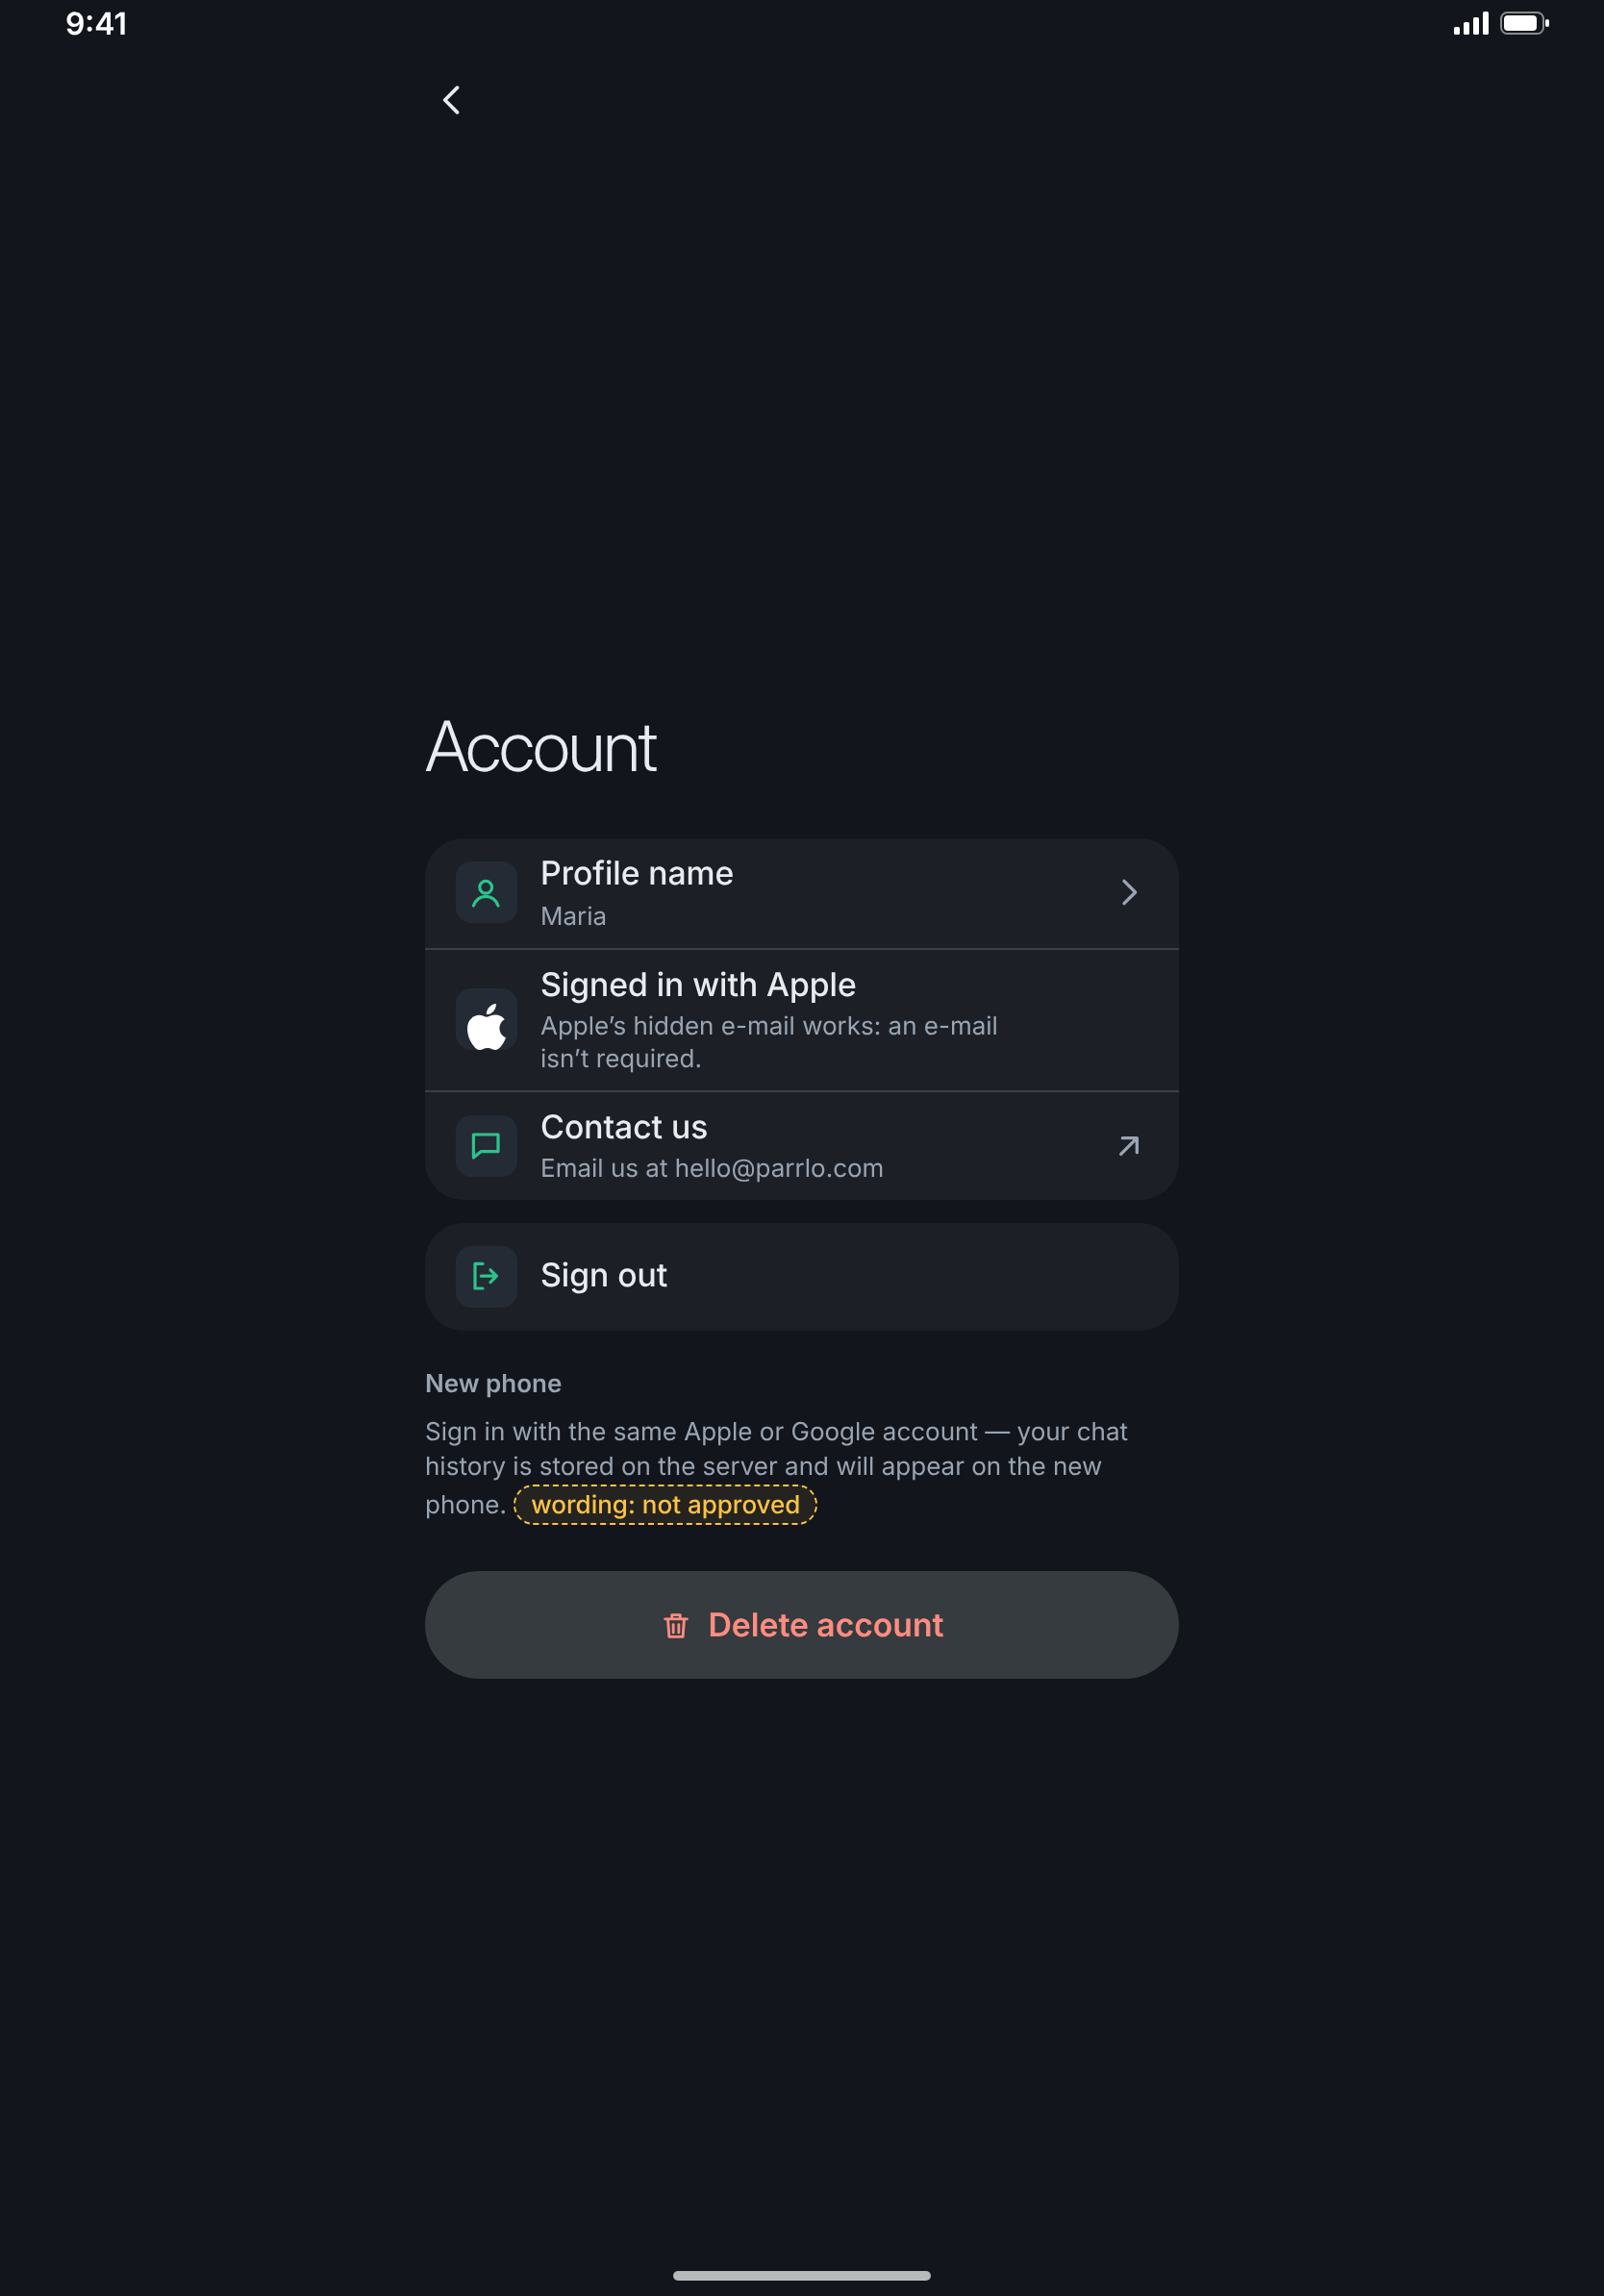 9:41
Account
Profile name
Maria
Signed in with Apple
Apple’s hidden e-mail works: an e-mail
isn’t required.
Contact us
Email us at hello@parrlo.com
Sign out
New phone
Sign in with the same Apple or Google account — your chat
history is stored on the server and will appear on the new
phone. wording: not approved
Delete account